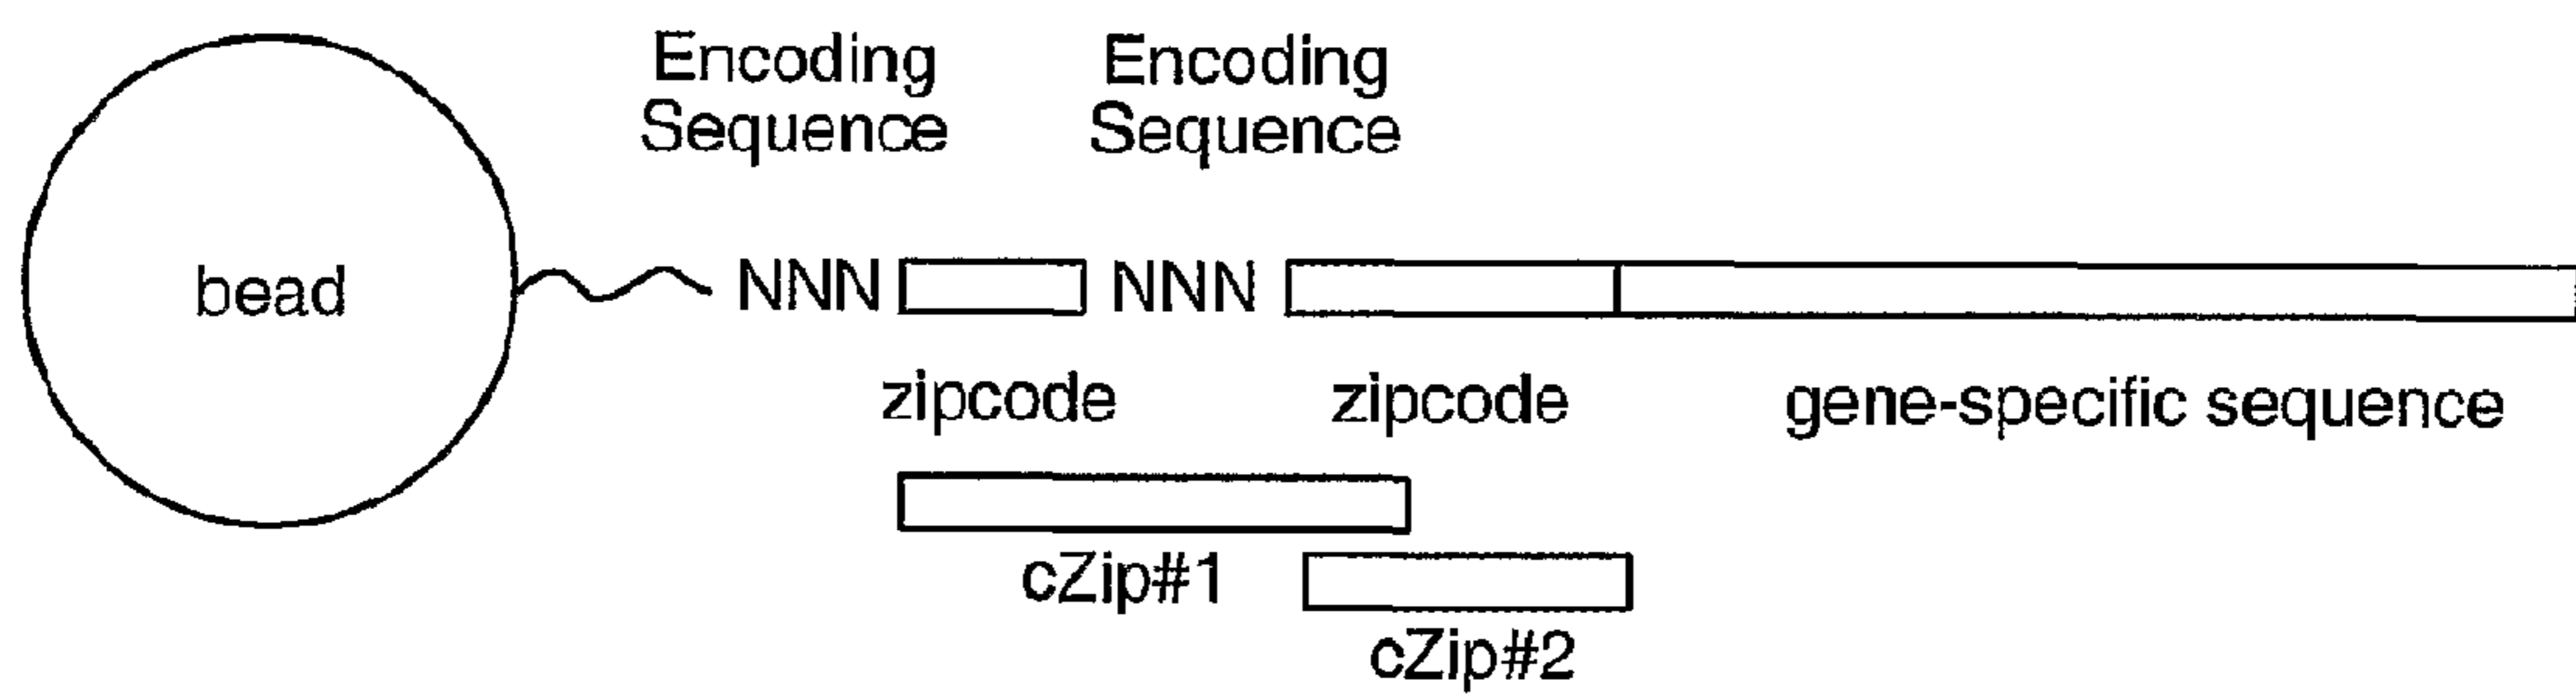 Encoding
Sequence
Encoding
Sequence
bead
NNN
NNN
zipcode
zipcode
gene-specific sequence
cZip#1
cZip#2